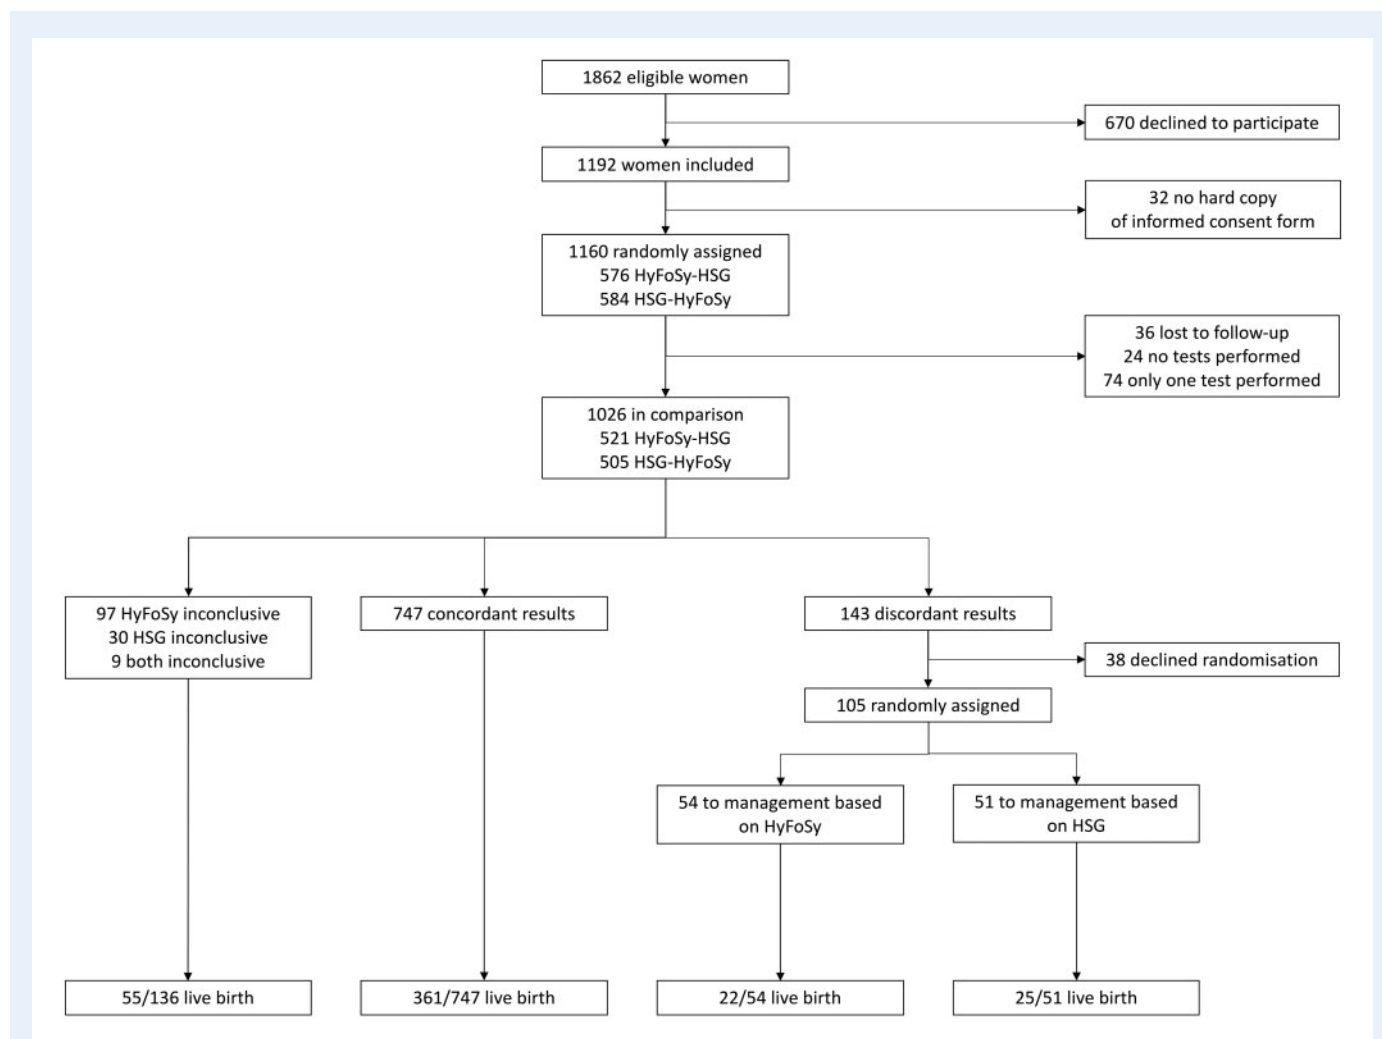 1862 eligible women
670 declined to participate
1192 women included
32 no hard copy
of informed consent form
1160 randomly assigned
576 HyFoSy-HSG
584 HSG-HyFoSy
36 lost to follow-up
24 no tests performed
74 only one test performed
1026 in comparison
521 HyFoSy-HSG
505 HSG-HyFoSy
97 HyFoSy inconclusive
30 HSG inconclusive
9 both inconclusive
747 concordant results
143 discordant results
38 declined randomisation
105 randomly assigned
54 to management based
on HyFoSy
51 to management based
on HSG
55/136 live birth
361/747 live birth
22/54 live birth
25/51 live birth